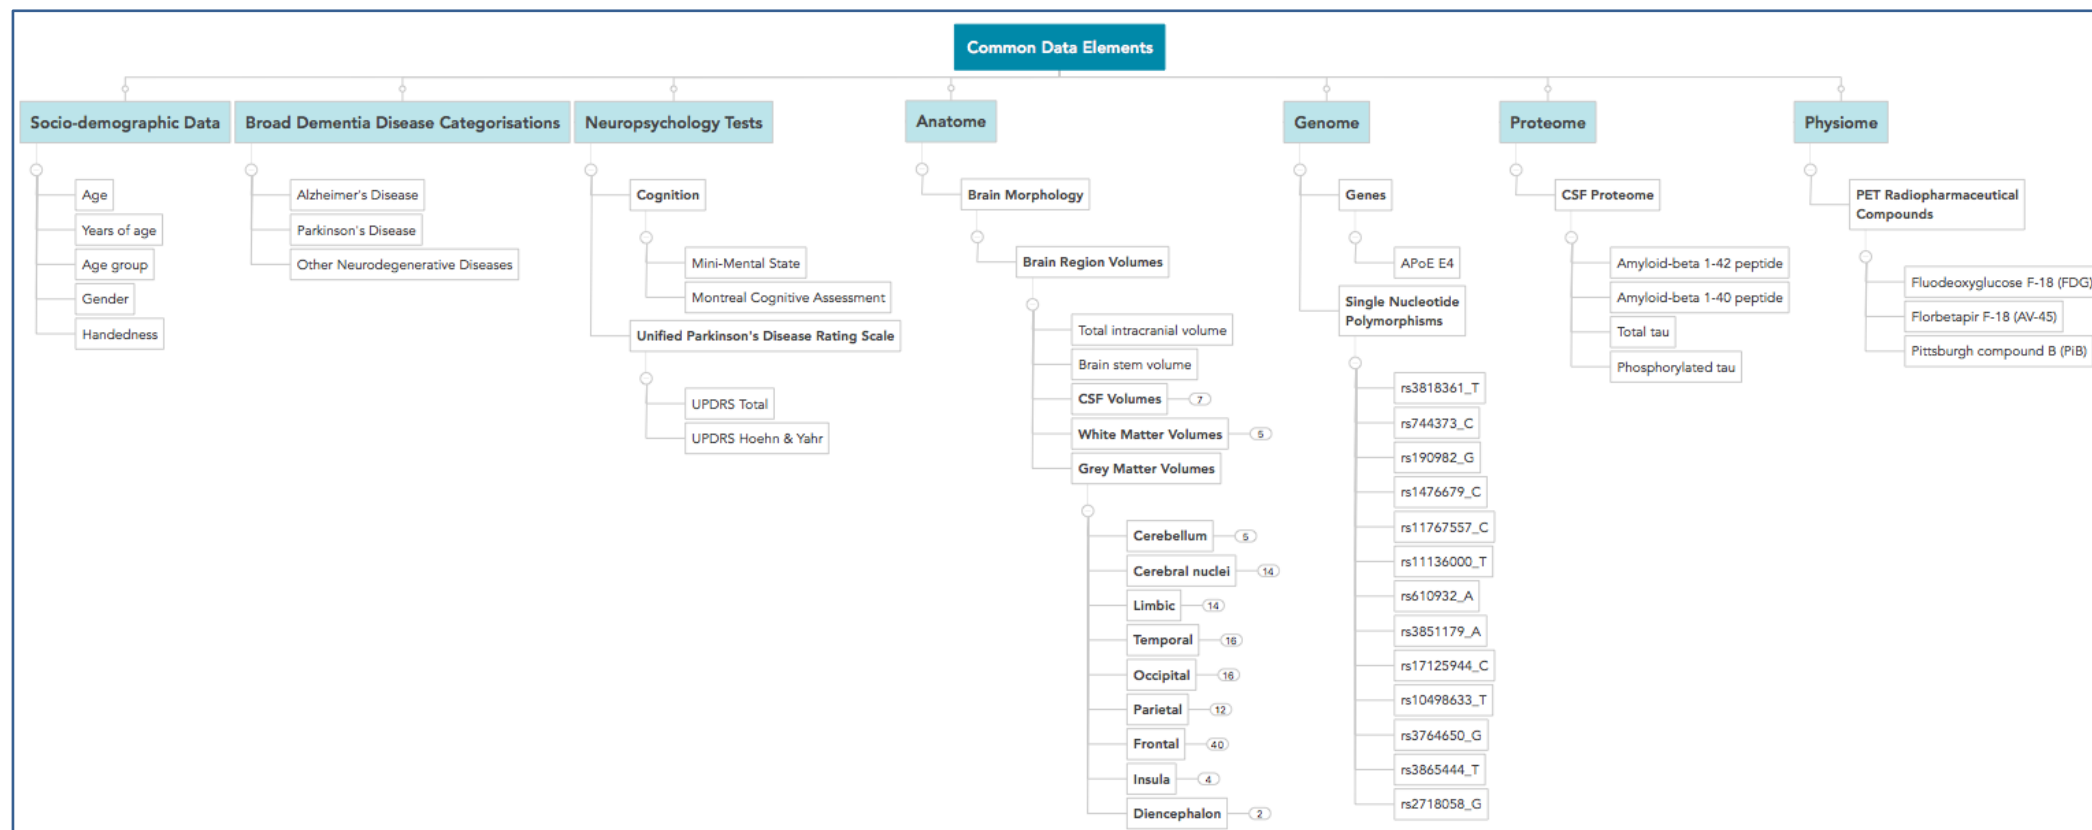 Common Data Elements
Socio-demographic Data
Age
Years of age
Age group
Gender
Handedness
Broad Dementia Disease Categorisations
Alzheimer's Disease
Parkinson's Disease
Other Neurodegenerative Diseases
Neuropsychology Tests
Cognition
Mini-Mental State
Montreal Cognitive Assessment
Unified Parkinson's Disease Rating Scale
UPDRS Total
UPDRS Hoehn & Yahr
Anatome
Brain Morphology
Brain Region Volumes
Total intracranial volume
Brain stem volume
CSF Volumes 7
White Matter Volumes 5
Grey Matter Volumes
Cerebellum 5
Cerebral nuclei 14
Limbic 14
Temporal 16
Occipital 16
Parietal 12
Frontal 40
Insula 4
Diencephalon 2
Genome
Genes
APoE E4
Single Nucleotide
Polymorphisms
rs3818361_T
rs744373_C
rs190982_G
rs1476679_C
rs11767557_C
rs11136000_T
rs610932_A
rs3851179_A
rs17125944_C
rs10498633_T
rs3764650_G
rs3865444_T
rs2718058_G
Proteome
CSF Proteome
Amyloid-beta 1-42 peptide
Amyloid-beta 1-40 peptide
Total tau
Phosphorylated tau
Physiome
PET Radiopharmaceutical
Compounds
Fluodeoxyglucose F-18 (FDG)
Florbetapir F-18 (AV-45)
Pittsburgh compound B (PiB)